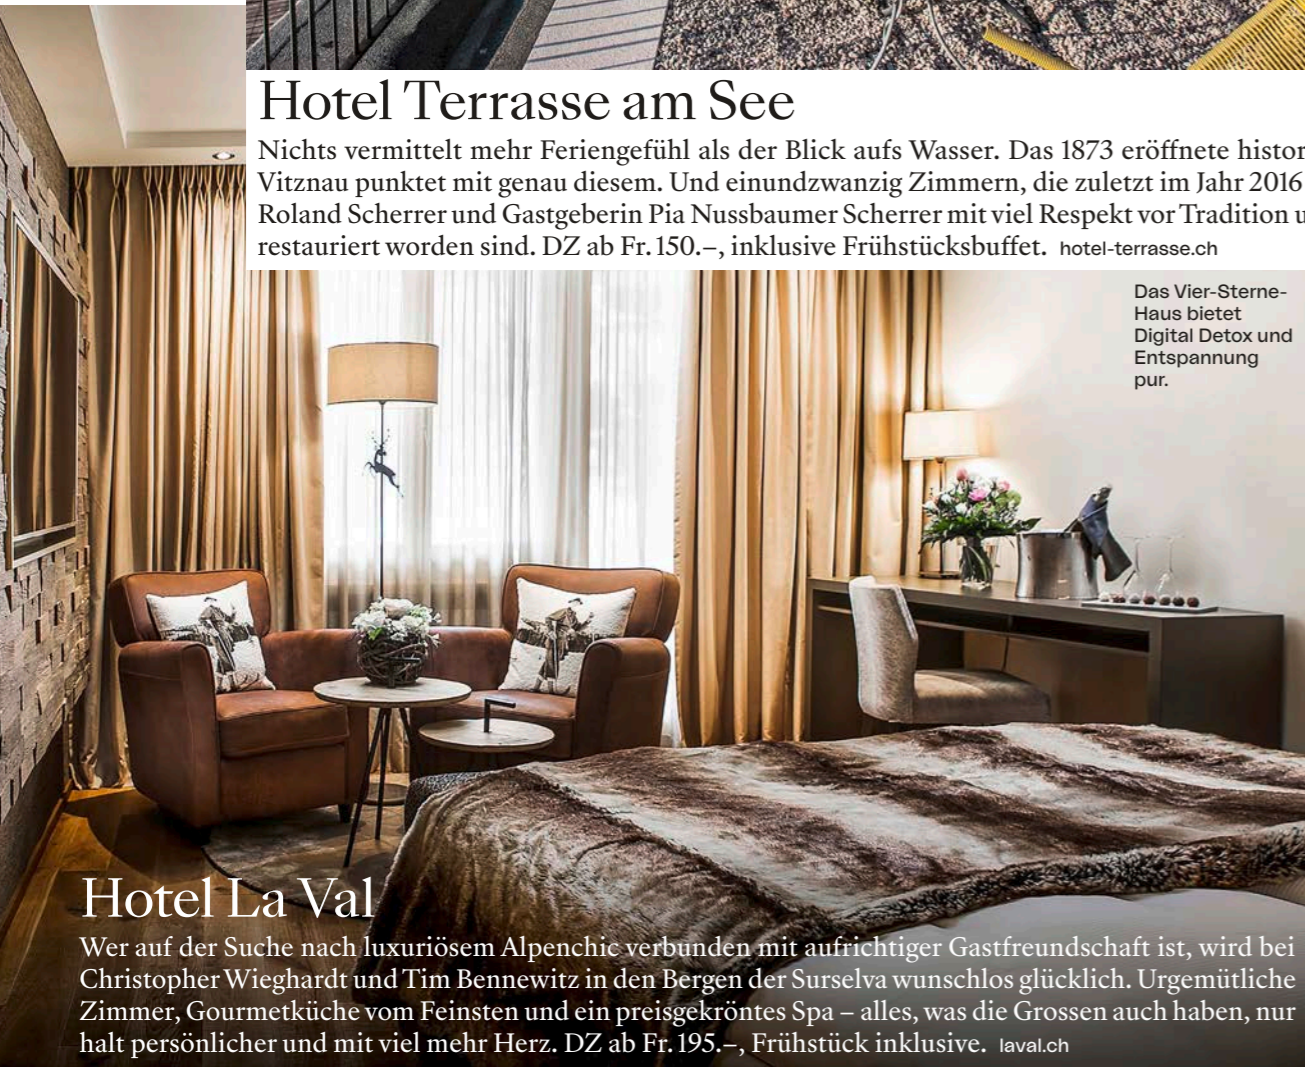 Hotel Terrasse am See
Nichts vermittelt mehr Feriengefühl als der Blick aufs Wasser. Das 1873 eröffnete histor
Vitznau punktet mit genau diesem. Und einundzwanzig Zimmern, die zuletzt im Jahr 2016
Roland Scherrer und Gastgeberin Pia Nussbaumer Scherrer mit viel Respekt vor Tradition u
restauriert worden sind. DZ ab Fr. 150.–, inklusive Frühstücksbuffet. hotel-terrasse.ch
Das Vier-Sterne-
Haus bietet
Digital Detox und
Entspannung
pur.
Hotel La Val
Wer auf der Suche nach luxuriösem Alpenchic verbunden mit aufrichtiger Gastfreundschaft ist, wird bei
Christopher Wieghardt und Tim Bennewitz in den Bergen der Surselva wunschlos glücklich. Urgemütliche
Zimmer, Gourmetküche vom Feinsten und ein preisgekröntes Spa – alles, was die Grossen auch haben, nur
halt persönlicher und mit viel mehr Herz. DZ ab Fr. 195.–, Frühstück inklusive. laval.ch